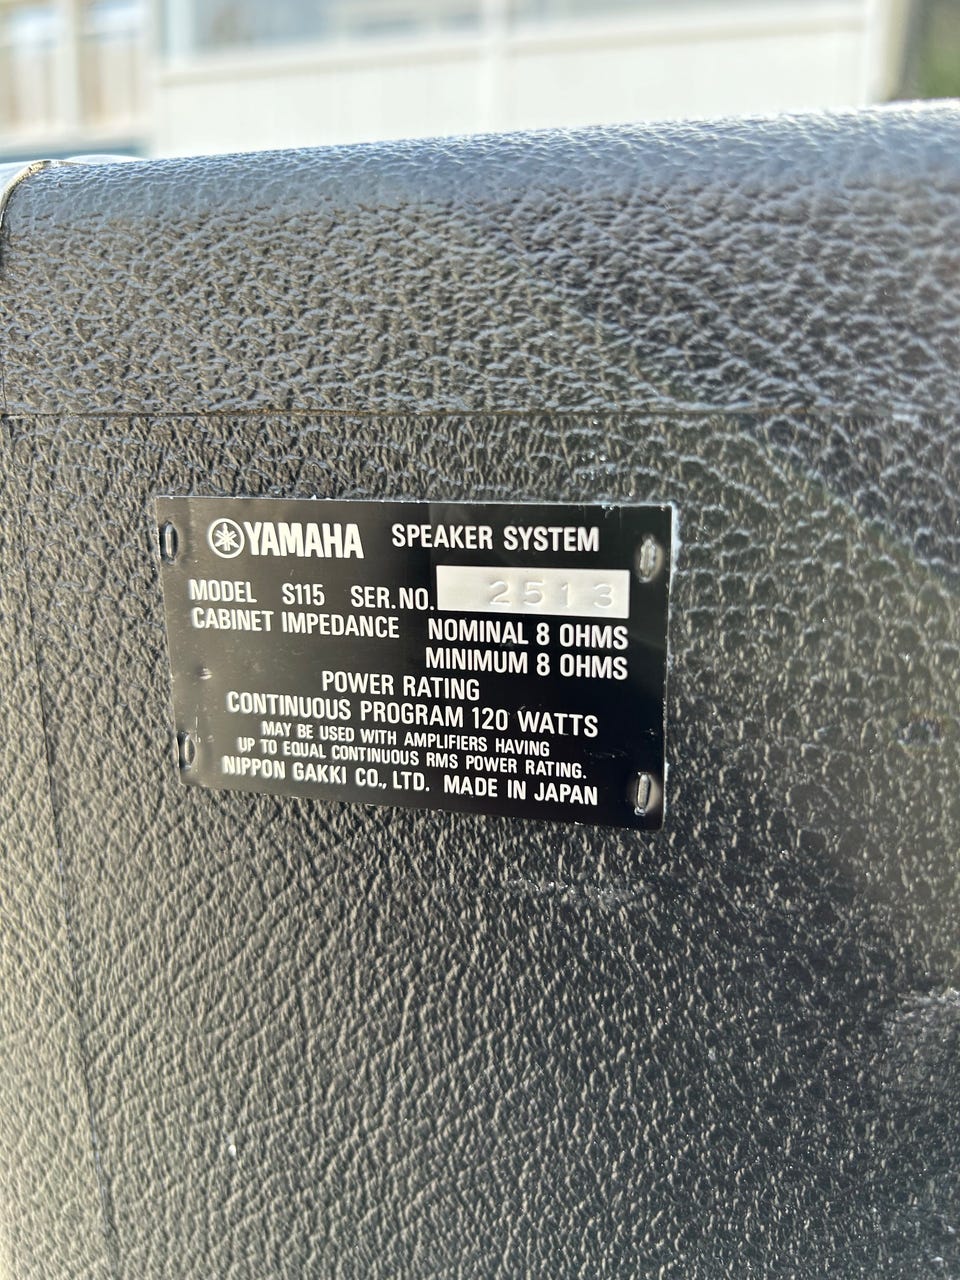 YAMAHA SPEAKER SYSTEM
MODEL S115 SER.NO. 2513
CABINET IMPEDANCE NOMINAL 8 OHMS
MINIMUM 8 OHMS
POWER RATING
CONTINUOUS PROGRAM 120 WATTS
MAY BE USED WITH AMPLIFIERS HAVING
UP TO EQUAL CONTINUOUS RMS POWER RATING.
NIPPON GAKKI CO., LTD. MADE IN JAPAN